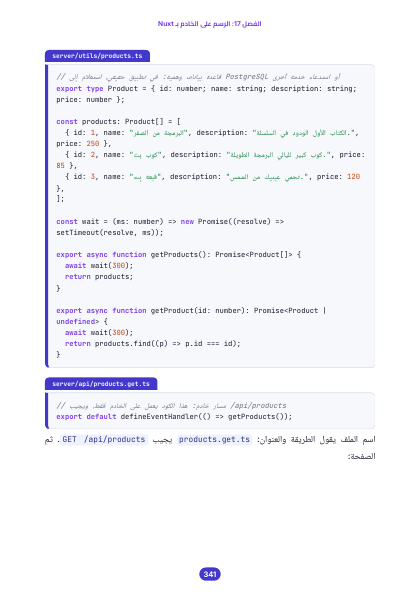 الفصل 17: الرسم على الخادم بـ Nuxt
server/utils/products.ts
// قاعدة بيانات وهمية: في تطبيق حقيقي، استعلام إلى PostgreSQL أو استدعاء خدمة أخرى
export type Product = { id: number; name: string; description: string;
price: number };
const products: Product[] = [
{ id: 1, name: "البرمجة من الصفر", description: "الكتاب الأول الودود في السلسلة.",
price: 250 },
{ id: 2, name: "كوب بِت", description: "كوب كبير لليالي البرمجة الطويلة.", price:
85 },
{ id: 3, name: "قبعة بِت", description: "تحمي عينيك من الشمس.", price: 120
},
];
const wait = (ms: number) => new Promise((resolve) =>
setTimeout(resolve, ms));
export async function getProducts(): Promise<Product[]> {
await wait(300);
return products;
}
export async function getProduct(id: number): Promise<Product |
undefined> {
await wait(300);
return products.find((p) => p.id === id);
}
server/api/products.get.ts
// مسار خادم: هذا الكود يعمل على الخادم فقط، ويجيب /api/products
export default defineEventHandler(() => getProducts());
اسم الملف يقول الطريقة والعنوان: products.get.ts يجيب GET /api/products. ثم
الصفحة:
341